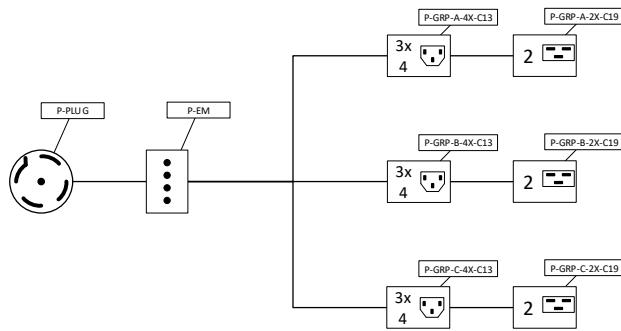 P-GRP-A-4X-C13
P-GRP-A-2X-C19
3x
4
2
P-PLUG
P-EM
P-GRP-B-4X-C13
P-GRP-B-2X-C19
3x
4
2
P-GRP-C-4X-C13
P-GRP-C-2X-C19
3x
4
2